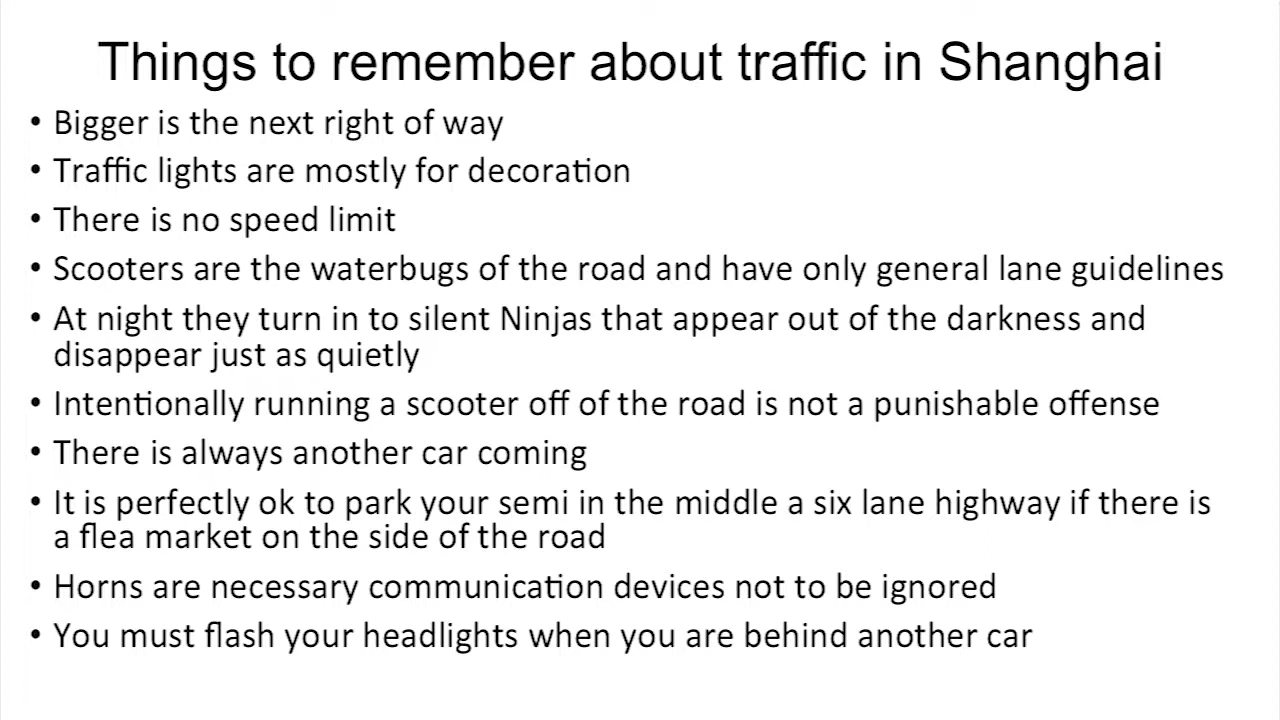 Things to remember about traffic in Shanghai
• Bigger is the next right of way
• Traffic lights are mostly for decoration
• There is no speed limit
• Scooters are the waterbugs of the road and have only general lane guidelines
• At night they turn in to silent Ninjas that appear out of the darkness and
disappear just as quietly
• Intentionally running a scooter off of the road is not a punishable offense
• There is always another car coming
• It is perfectly ok to park your semi in the middle a six lane highway if there is
a flea market on the side of the road
• Horns are necessary communication devices not to be ignored
• You must flash your headlights when you are behind another car